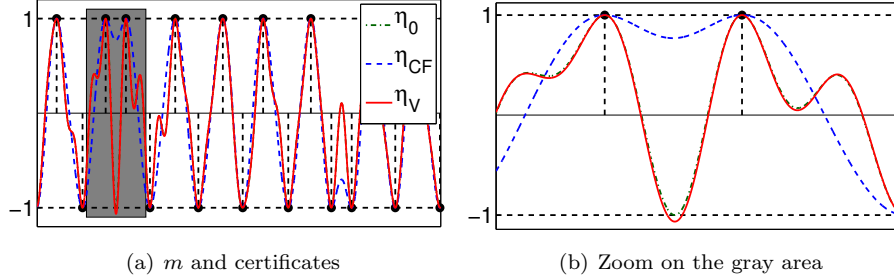 1
−1
η0
ηCF
ηV
1
−1
(a) m and certificates
(b) Zoom on the gray area